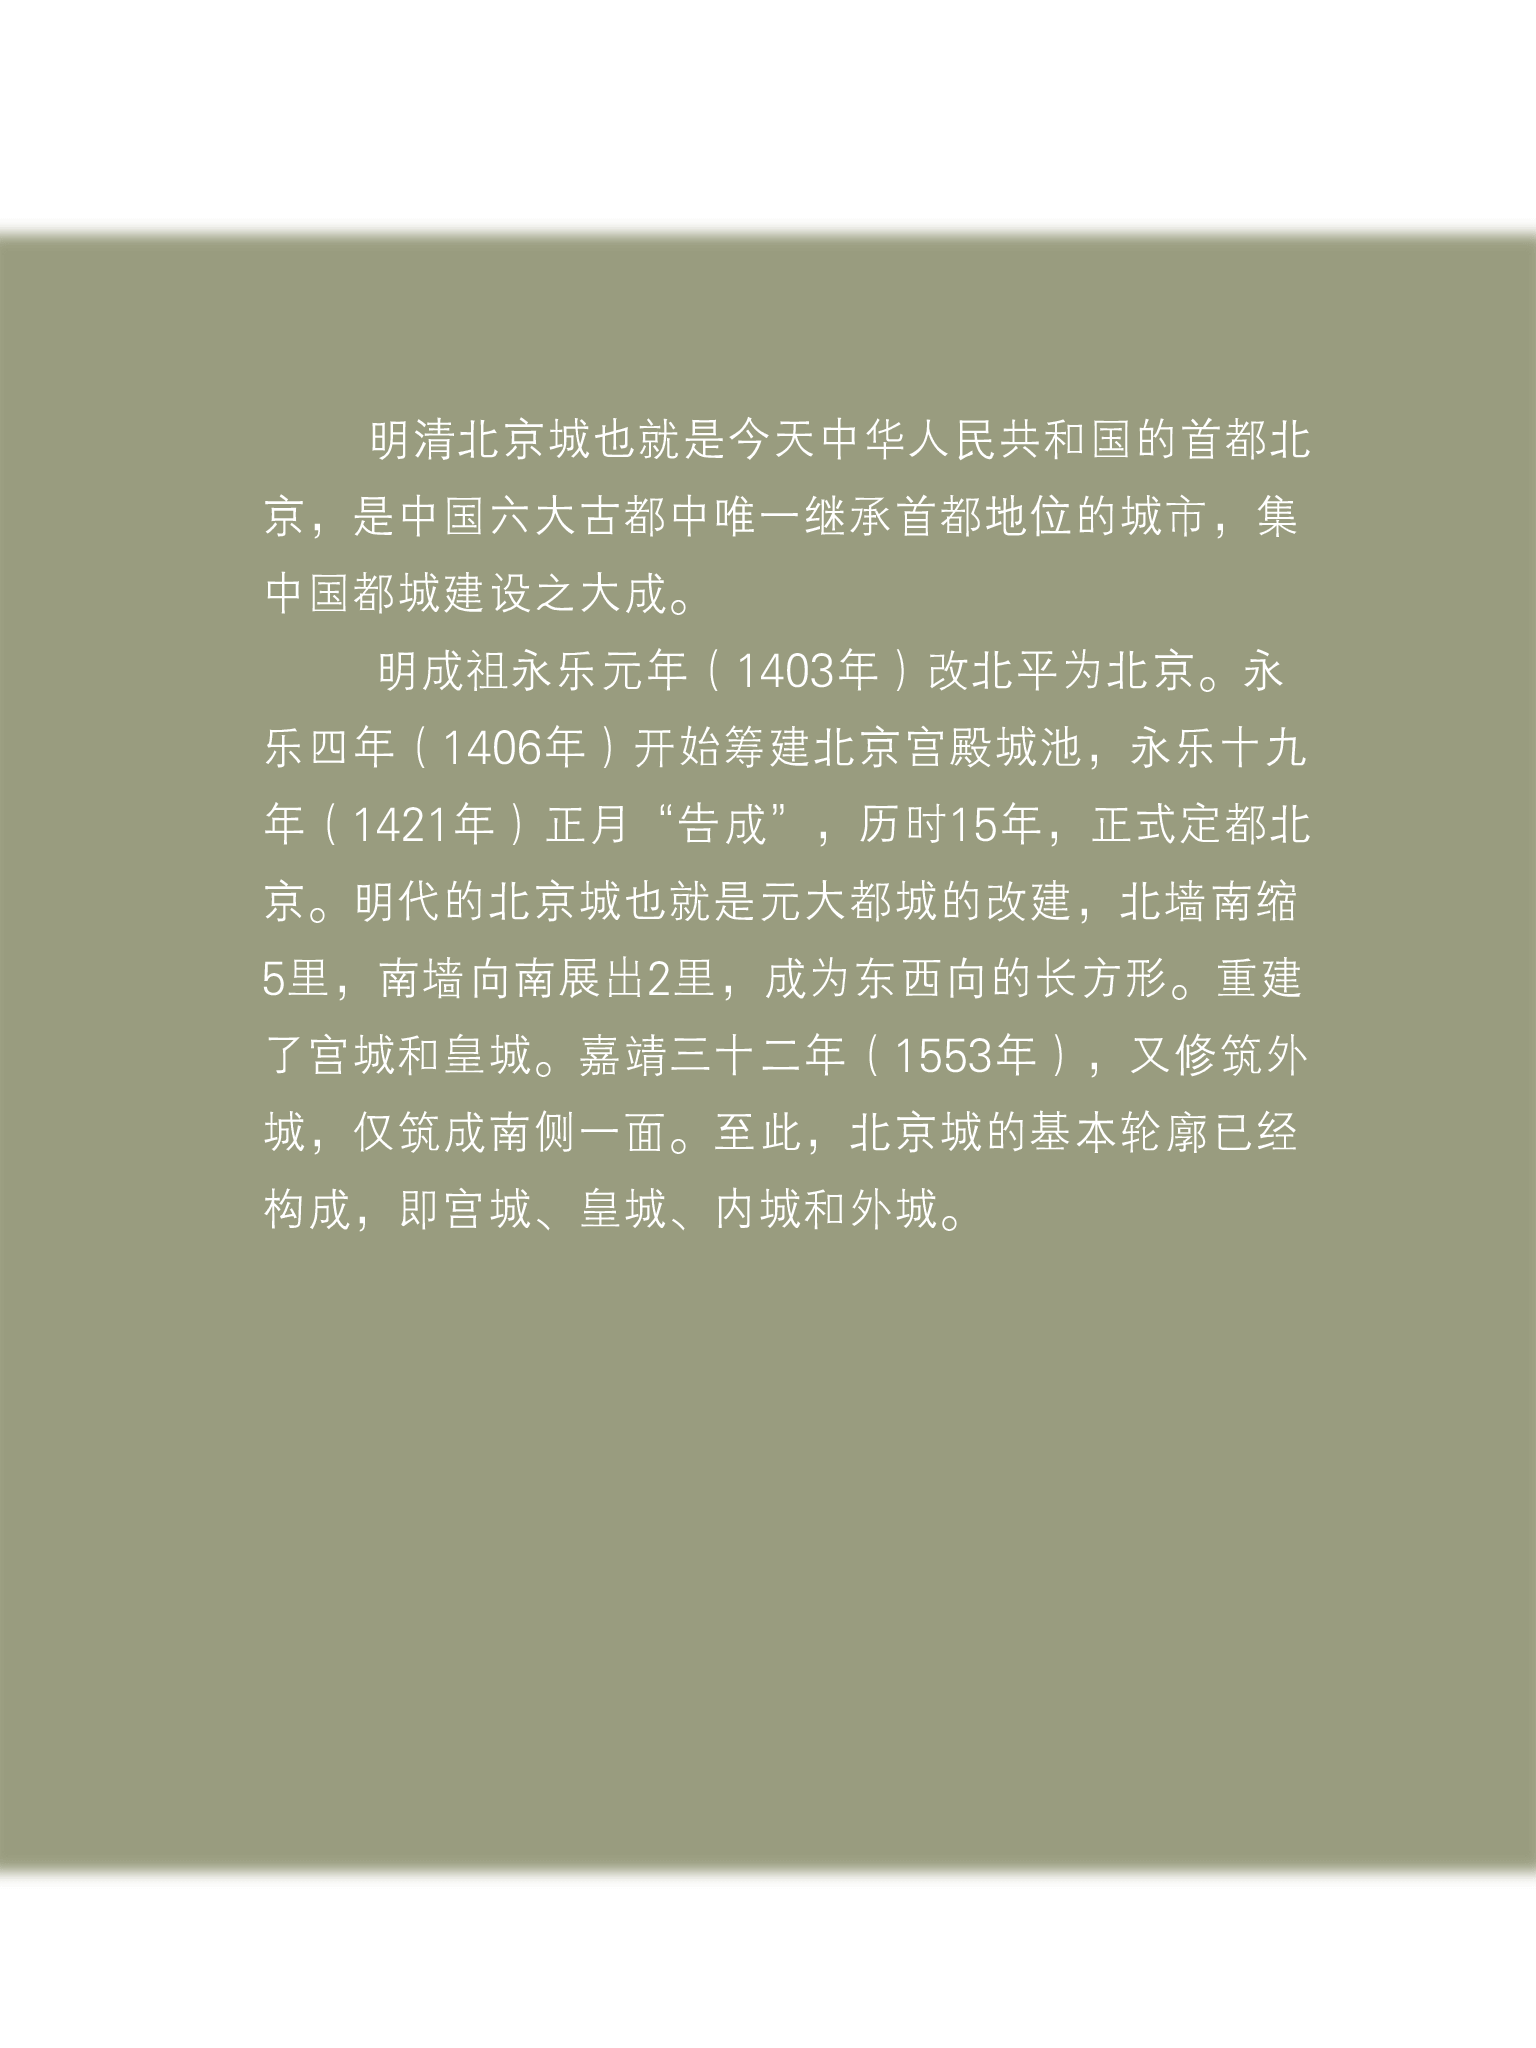 明清北京城也就是今天中华人民共和国的首都北
京，是中国六大古都中唯一继承首都地位的城市，集
中国都城建设之大成。
明成祖永乐元年（1403年）改北平为北京。永
乐四年（1406年）开始筹建北京宫殿城池，永乐十九
年（1421年）正月“告成”，历时15年，正式定都北
京。明代的北京城也就是元大都城的改建，北墙南缩
5里，南墙向南展出2里，成为东西向的长方形。重建
了宫城和皇城。嘉靖三十二年（1553年），又修筑外
城，仅筑成南侧一面。至此，北京城的基本轮廓已经
构成，即宫城、皇城、内城和外城。